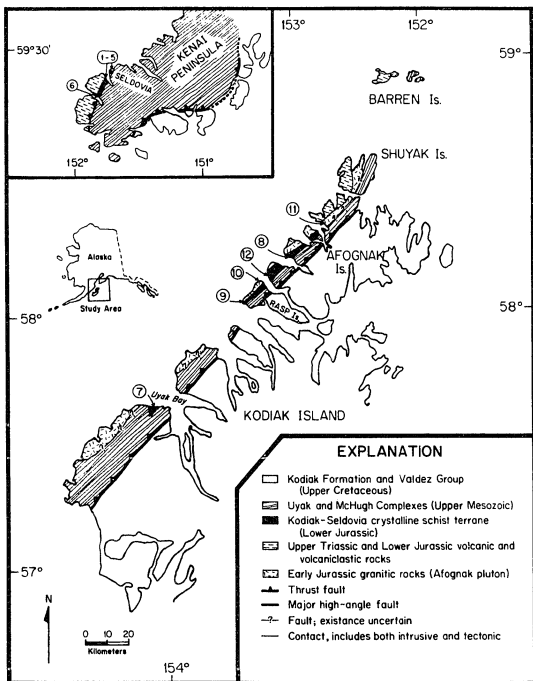 153°
152°
59°30'
1-5
KENAI
PENINSULA
SELDOVIA
6
152°
151°
59°
BARREN Is.
SHUYAK Is.
11
8
AFOGNAK
Is.
12
10
9
RASP Is.
Alaska
Study Area
58°
58°
7
Uyak Bay
KODIAK ISLAND
57°
N
0 10 20
Kilometers
154°
EXPLANATION
Kodiak Formation and Valdez Group
(Upper Cretaceous)
Uyak and McHugh Complexes (Upper Mesozoic)
Kodiak-Seldovia crystalline schist terrane
(Lower Jurassic)
Upper Triassic and Lower Jurassic volcanic and
volcaniclastic rocks
Early Jurassic granitic rocks (Afognak pluton)
Thrust fault
Major high-angle fault
-?- Fault; existance uncertain
Contact, includes both intrusive and tectonic